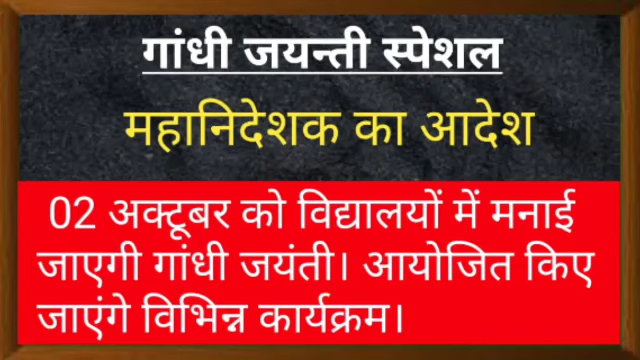 गांधी जयन्ती स्पेशल
महानिदेशक का आदेश
02 अक्टूबर को विद्यालयों में मनाई
जाएगी गांधी जयंती। आयोजित किए
जाएंगे विभिन्न कार्यक्रम।